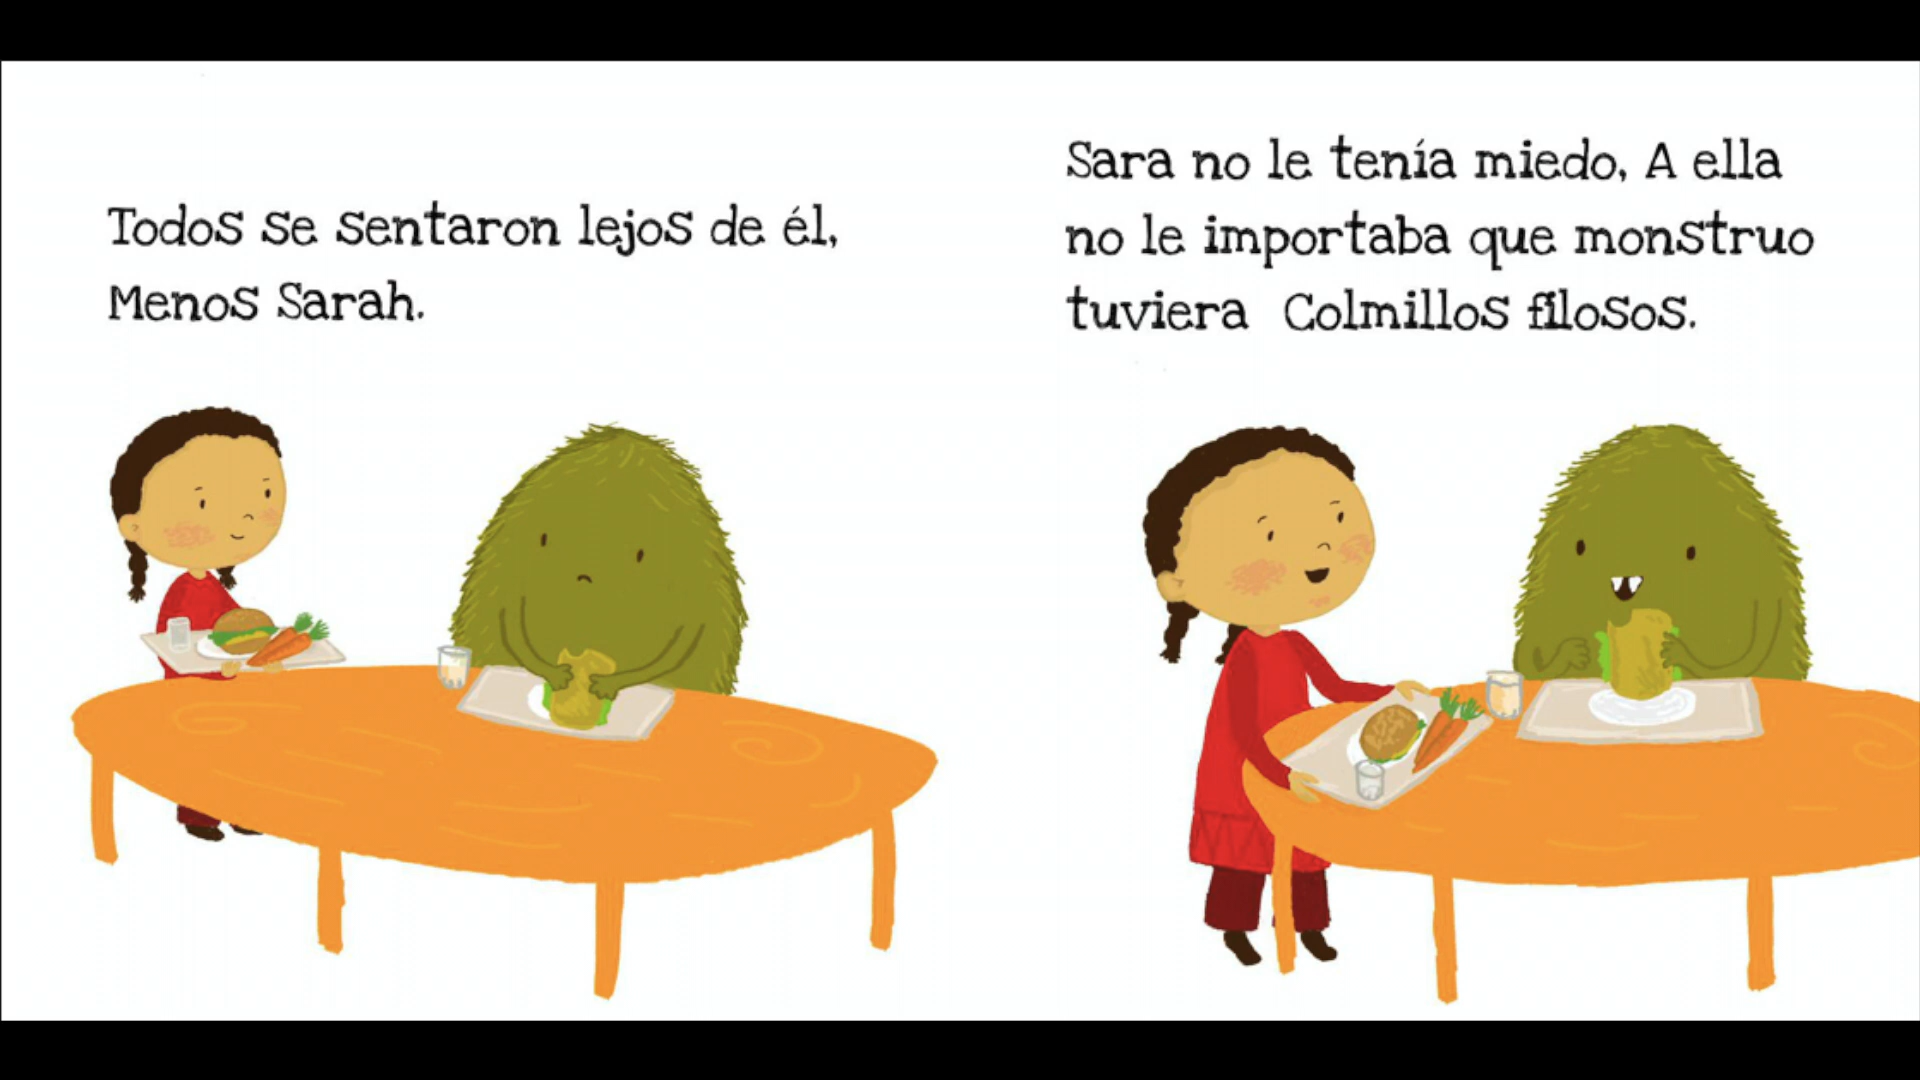 Todos se sentaron lejos de él,
Menos Sarah.
Sara no le tenía miedo, A ella
no le importaba que monstruo
tuviera Colmillos filosos.